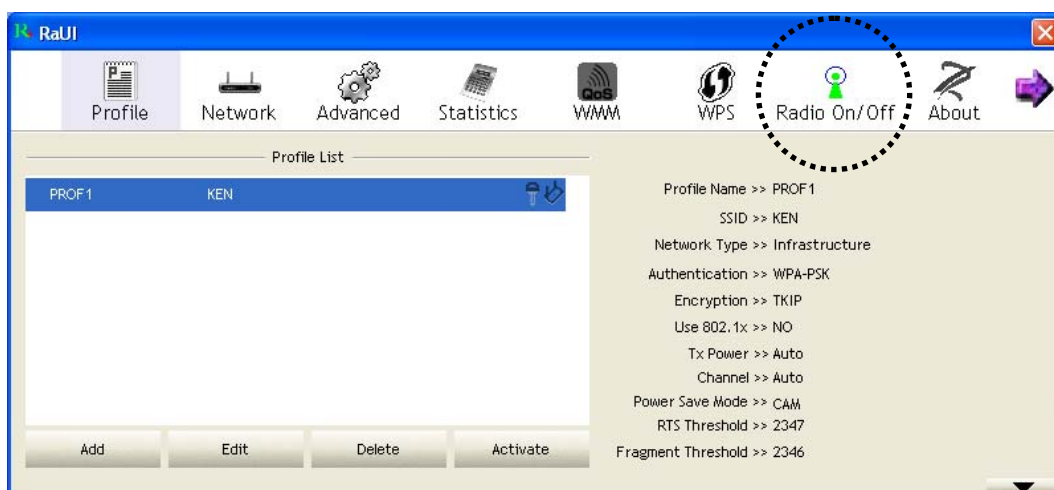 RaUI
Profile Network Advanced Statistics QoS WMM WPS Radio On/Off About
Profile List
PROF1 KEN
Add Edit Delete Activate
Profile Name >> PROF1
SSID >> KEN
Network Type >> Infrastructure
Authentication >> WPA-PSK
Encryption >> TKIP
Use 802.1x >> NO
Tx Power >> Auto
Channel >> Auto
Power Save Mode >> CAM
RTS Threshold >> 2347
Fragment Threshold >> 2346